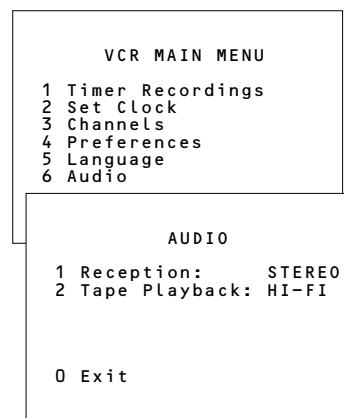 VCR MAIN MENU
1 Timer Recordings
2 Set Clock
3 Channels
4 Preferences
5 Language
6 Audio
AUDIO
1 Reception: STEREO
2 Tape Playback: HI-FI
0 Exit